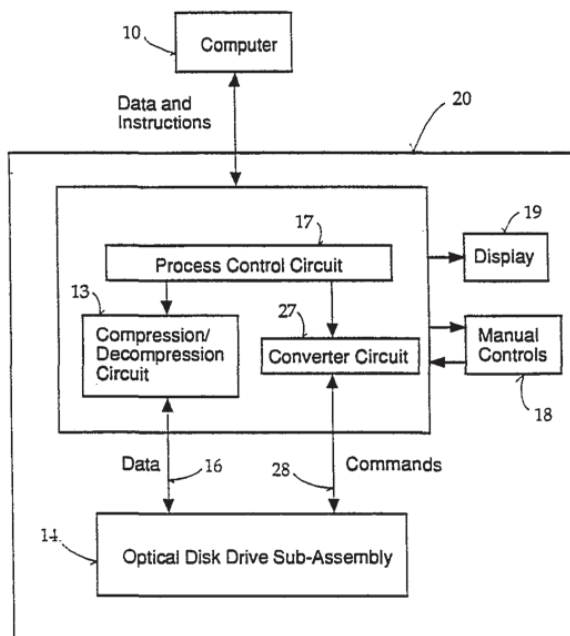 10
Computer
Data and
Instructions
20
17
Process Control Circuit
19
Display
13
Compression/
Decompression
Circuit
27
Converter Circuit
Manual
Controls
18
Data
16
28
Commands
14
Optical Disk Drive Sub-Assembly